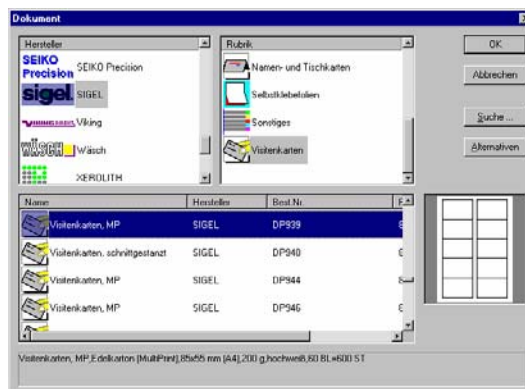 Dokument
Hersteller
SEIKO Precision SEIKO Precision
sigel. SIGEL
Viking
WÄSCH Wäsch
XEROLITH
Rubrik
Namen- und Tischkarten
Selbstklebefolien
Sonstiges
Visitenkarten
OK
Abbrechen
Suche ...
Alternativen
Name Hersteller Best.Nr. F
Visitenkarten, MP SIGEL DP939
Visitenkarten, schnittgestanzt SIGEL DP940
Visitenkarten, MP SIGEL DP944
Visitenkarten, MP SIGEL DP946
Visitenkarten, MP,Edelkarton (MultiPrint),85x55 mm (A4),200 g,hochweiß,60 BL=600 ST